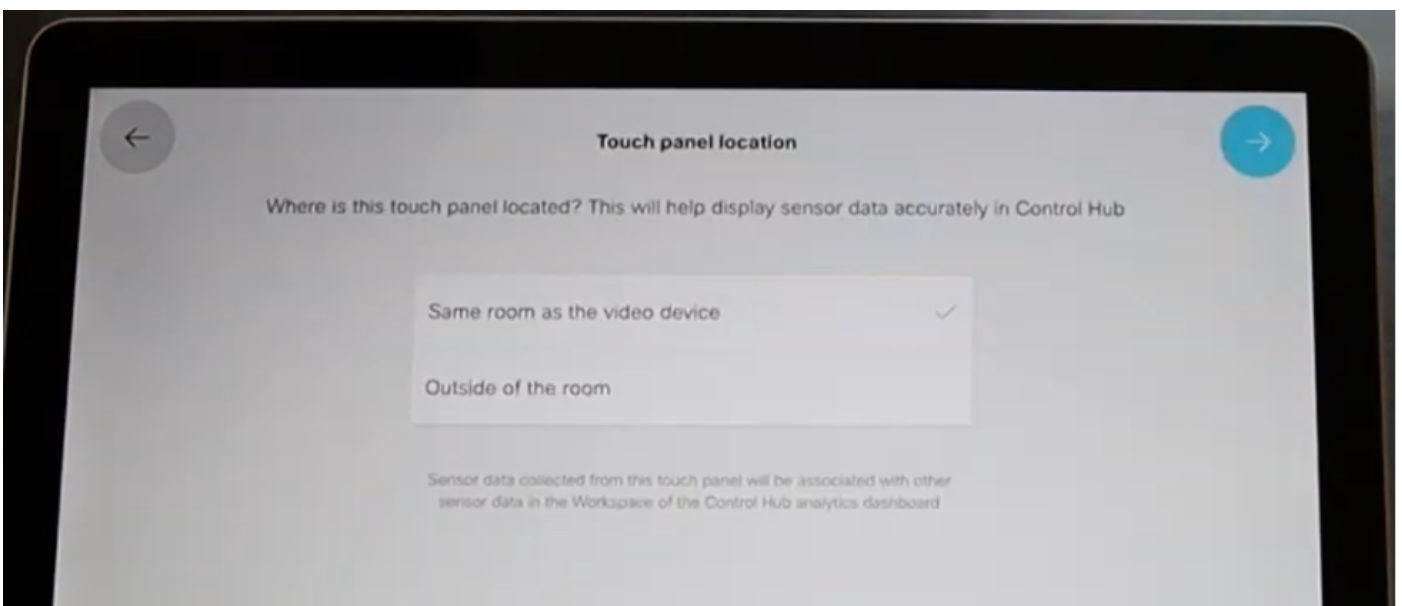 Touch panel location
Where is this touch panel located? This will help display sensor data accurately in Control Hub
Same room as the video device
Outside of the room
Sensor data collected from this touch panel will be associated with other
sensor data in the Workspace of the Control Hub analytics dashboard